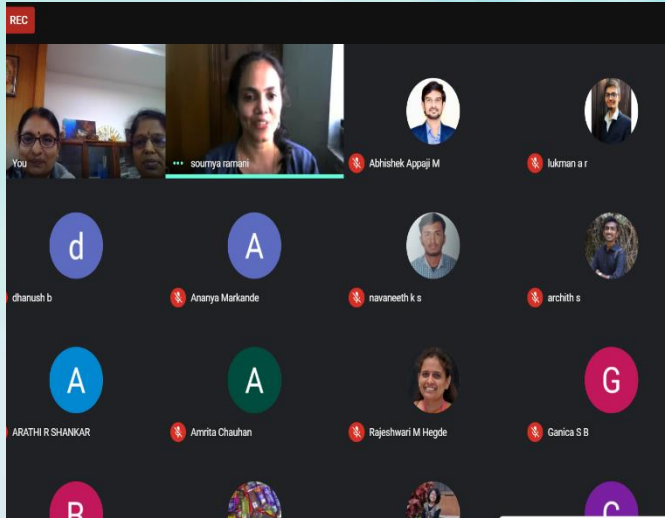 REC
You
soumya ramani
Abhishek Appaji M
lukman a r
d
dhanush b
A
Ananya Markande
navaneeth k s
archith s
A
ARATHI R SHANKAR
A
Amrita Chauhan
Rajeshwari M Hegde
G
Ganica S B